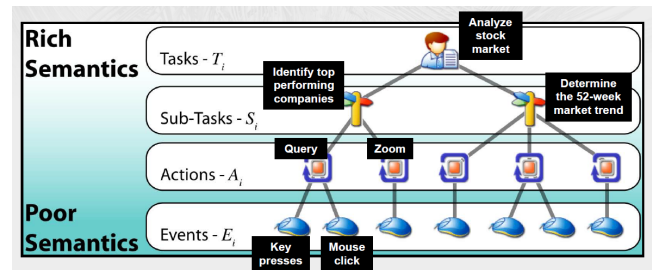 Analyze
stock
market
Rich
Semantics
Tasks - Ti
Identify top
performing
companies
Determine
the 52-week
market trend
Sub-Tasks - Si
Query
Zoom
Actions - Ai
Poor
Semantics
Events - Ei
Key
presses
Mouse
click